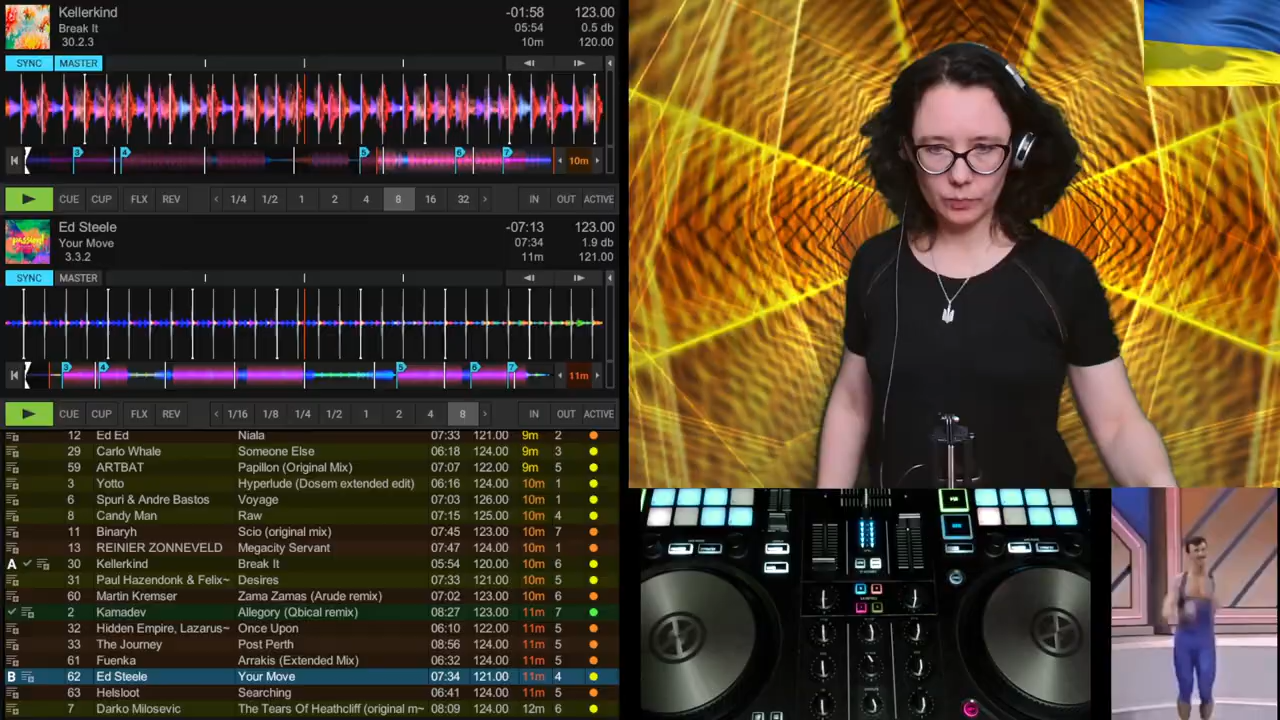 Kellerkind -01:58 123.00
Break It 05:54 0.5 db
30.2.3 10m 120.00
SYNC MASTER
3 4 5 6 7 10m
CUE CUP FLX REV 1/4 1/2 1 2 4 8 16 32 IN OUT ACTIVE
Ed Steele -07:13 123.00
Your Move 07:34 1.9 db
3.3.2 11m 121.00
SYNC MASTER
3 4 5 6 7 11m
CUE CUP FLX REV 1/16 1/8 1/4 1/2 1 2 4 8 IN OUT ACTIVE
12 Ed Ed Niala 07:33 121.00 9m 2
29 Carlo Whale Someone Else 06:18 124.00 9m 3
59 ARTBAT Papillon (Original Mix) 07:07 122.00 9m 5
3 Yotto Hyperlude (Dosem extended edit) 06:16 124.00 10m 1
6 Spuri & Andre Bastos Voyage 07:03 126.00 10m 1
8 Candy Man Raw 07:15 125.00 10m 4
11 Binaryh Sco (original mix) 07:45 123.00 10m 7
13 REINIER ZONNEVELD Megacity Servant 07:47 124.00 10m 1
A 30 Kellerkind Break It 05:54 120.00 10m 6
31 Paul Hazendonk & Felix~ Desires 07:33 121.00 10m 5
60 Martin Kremser Zama Zamas (Arude remix) 07:02 123.00 10m 6
2 Kamadev Allegory (Qbical remix) 08:27 123.00 11m 7
32 Hidden Empire, Lazarus~ Once Upon 06:10 122.00 11m 5
33 The Journey Post Perth 08:56 124.00 11m 5
61 Fuenka Arrakis (Extended Mix) 06:32 124.00 11m 5
B 62 Ed Steele Your Move 07:34 121.00 11m 4
63 Helsloot Searching 06:41 124.00 11m 5
7 Darko Milosevic The Tears Of Heathcliff (original m~ 08:09 124.00 12m 6